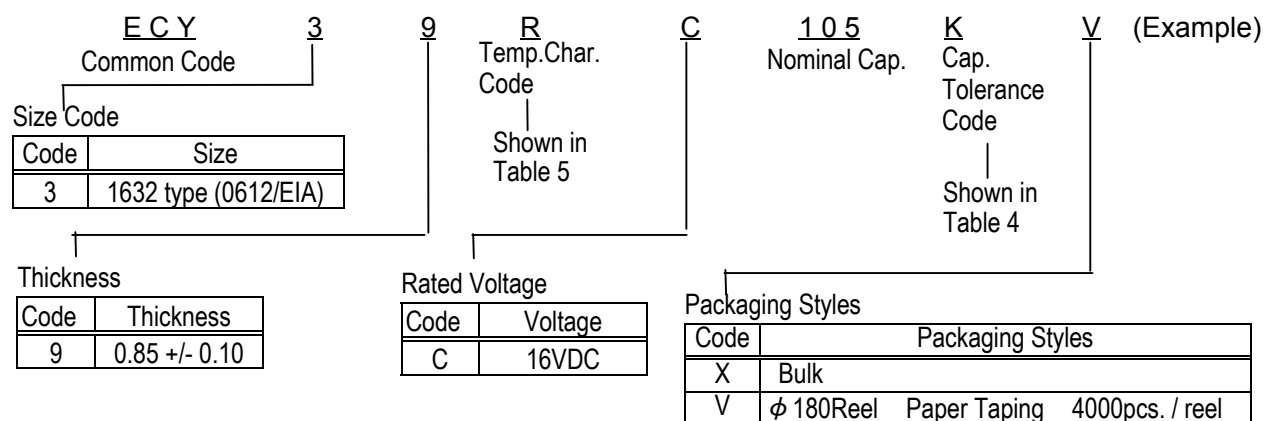 E C Y 3 9 R C 1 0 5 K V (Example)
Common Code
Temp.Char.
Code
Shown in
Table 5
Nominal Cap.
Cap.
Tolerance
Code
Shown in
Table 4
Size Code
Code Size
3 1632 type (0612/EIA)
Thickness
Code Thickness
9 0.85 +/- 0.10
Rated Voltage
Code Voltage
C 16VDC
Packaging Styles
Code Packaging Styles
X Bulk
V ϕ 180Reel Paper Taping 4000pcs. / reel